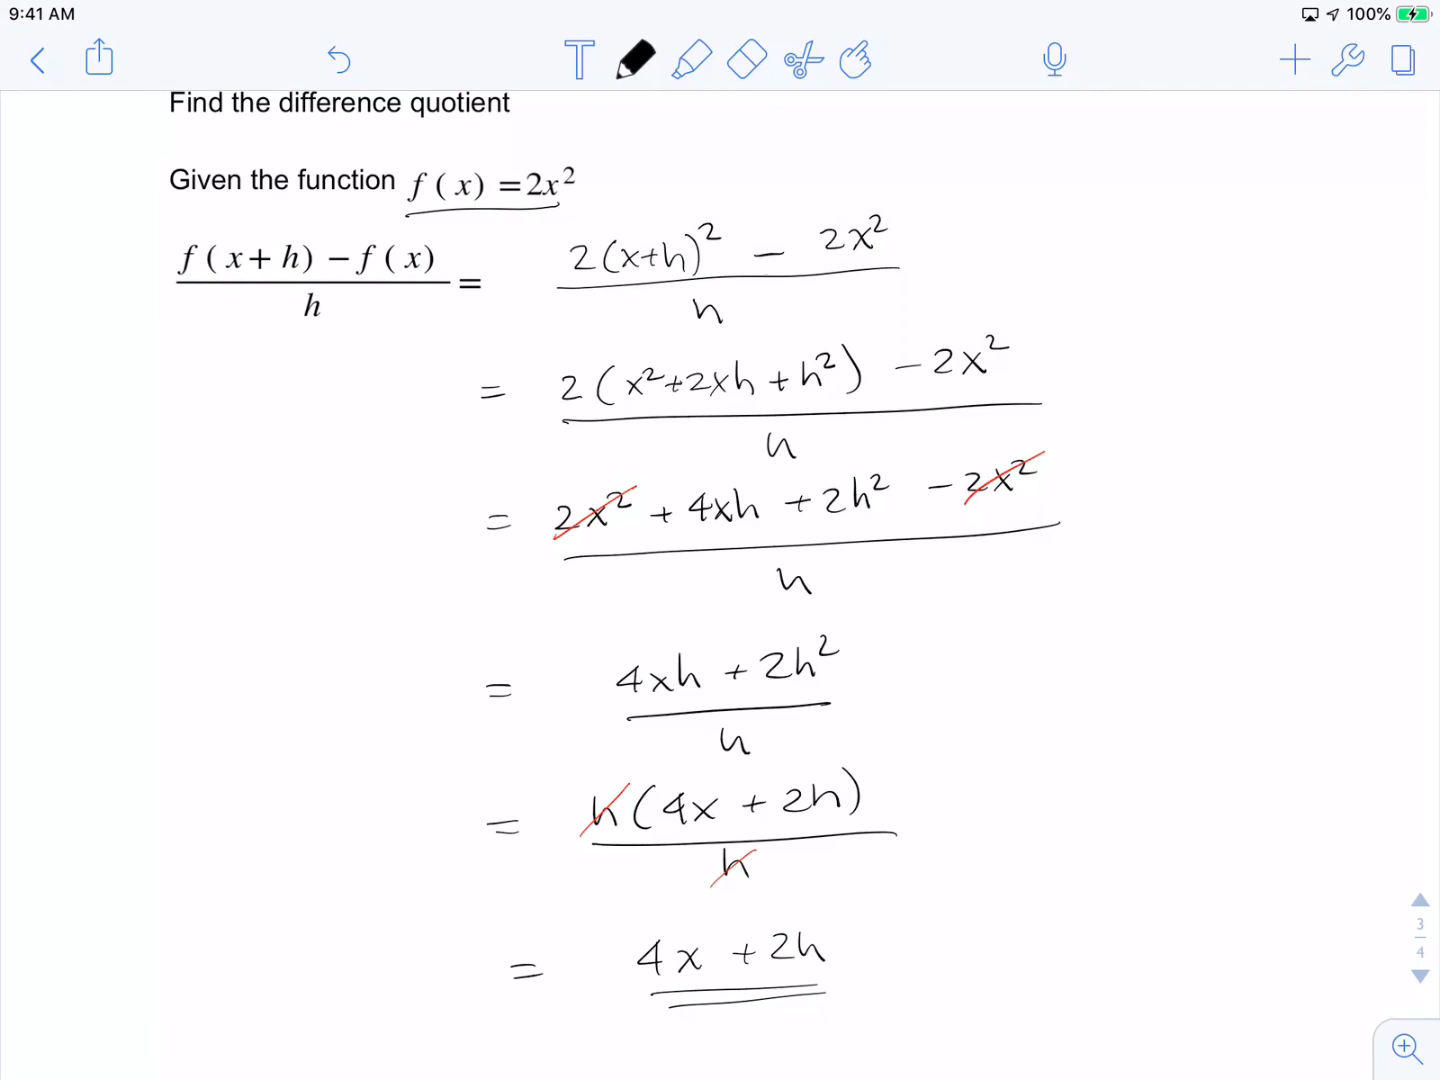 9:41 AM 100%
T
Find the difference quotient
Given the function f(x) = 2x²
f(x+h) − f(x) / h = 2(x+h)² − 2x² / h
= 2(x²+2xh+h²) − 2x² / h
= 2x² + 4xh + 2h² − 2x² / h
= 4xh + 2h² / h
= h(4x + 2h) / h
= 4x + 2h
3
4